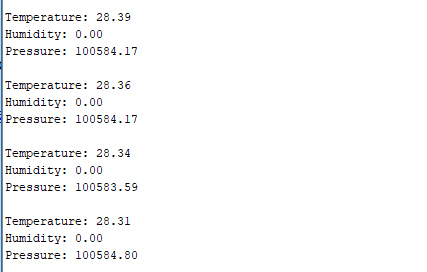 Temperature: 28.39
Humidity: 0.00
Pressure: 100584.17
Temperature: 28.36
Humidity: 0.00
Pressure: 100584.17
Temperature: 28.34
Humidity: 0.00
Pressure: 100583.59
Temperature: 28.31
Humidity: 0.00
Pressure: 100584.80